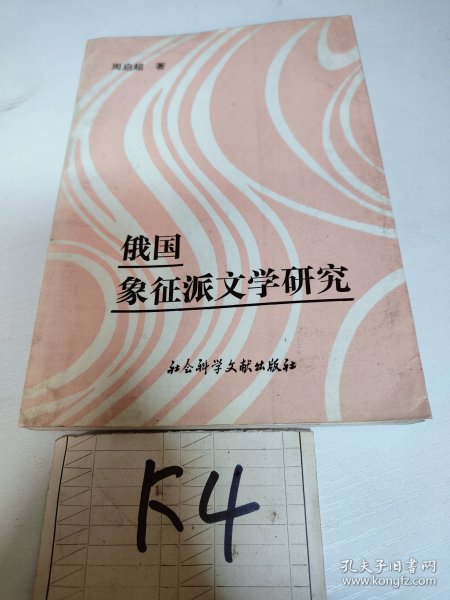 周启超 著
俄国
象征派文学研究
社会科学文献出版社
K4
孔夫子旧书网
www.kongfz.com